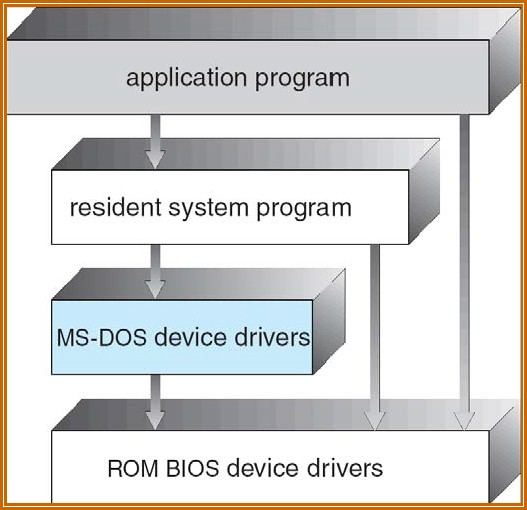 application program
resident system program
MS-DOS device drivers
ROM BIOS device drivers